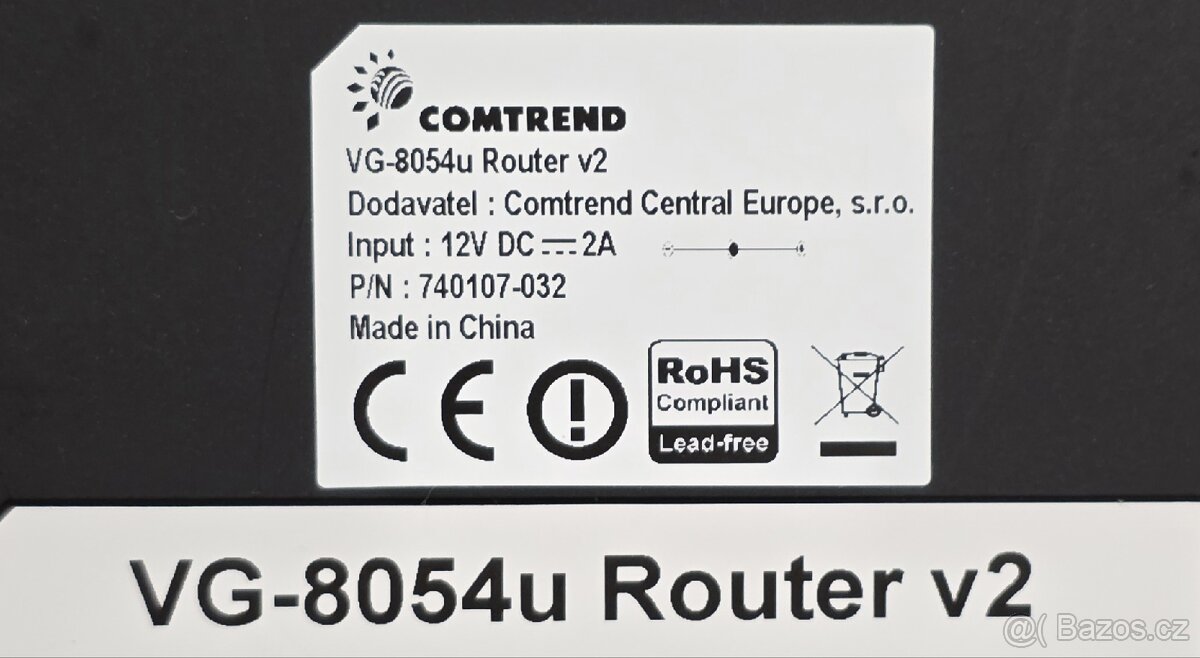 COMTREND
VG-8054u Router v2
Dodavatel : Comtrend Central Europe, s.r.o.
Input : 12V DC ⎓ 2A
P/N : 740107-032
Made in China
CE
RoHS
Compliant
Lead-free
VG-8054u Router v2
@( Bazos.cz